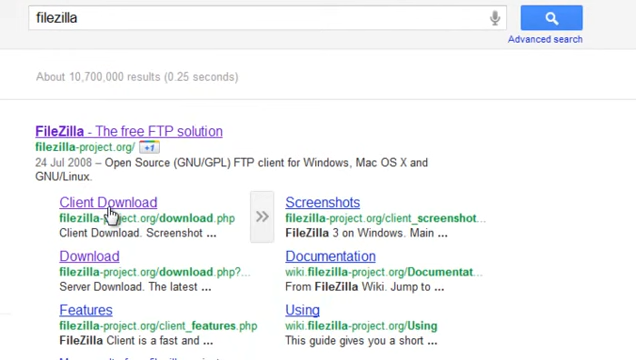 filezilla
Advanced search
About 10,700,000 results (0.25 seconds)
FileZilla - The free FTP solution
filezilla-project.org/ +1
24 Jul 2008 – Open Source (GNU/GPL) FTP client for Windows, Mac OS X and
GNU/Linux.
Client Download
filezilla-project.org/download.php
Client Download. Screenshot ...
Download
filezilla-project.org/download.php?...
Server Download. The latest ...
Features
filezilla-project.org/client_features.php
FileZilla Client is a fast and ...
Screenshots
filezilla-project.org/client_screenshot...
FileZilla 3 on Windows. Main ...
Documentation
wiki.filezilla-project.org/Documentat...
From FileZilla Wiki. Jump to ...
Using
wiki.filezilla-project.org/Using
This guide gives you a short ...